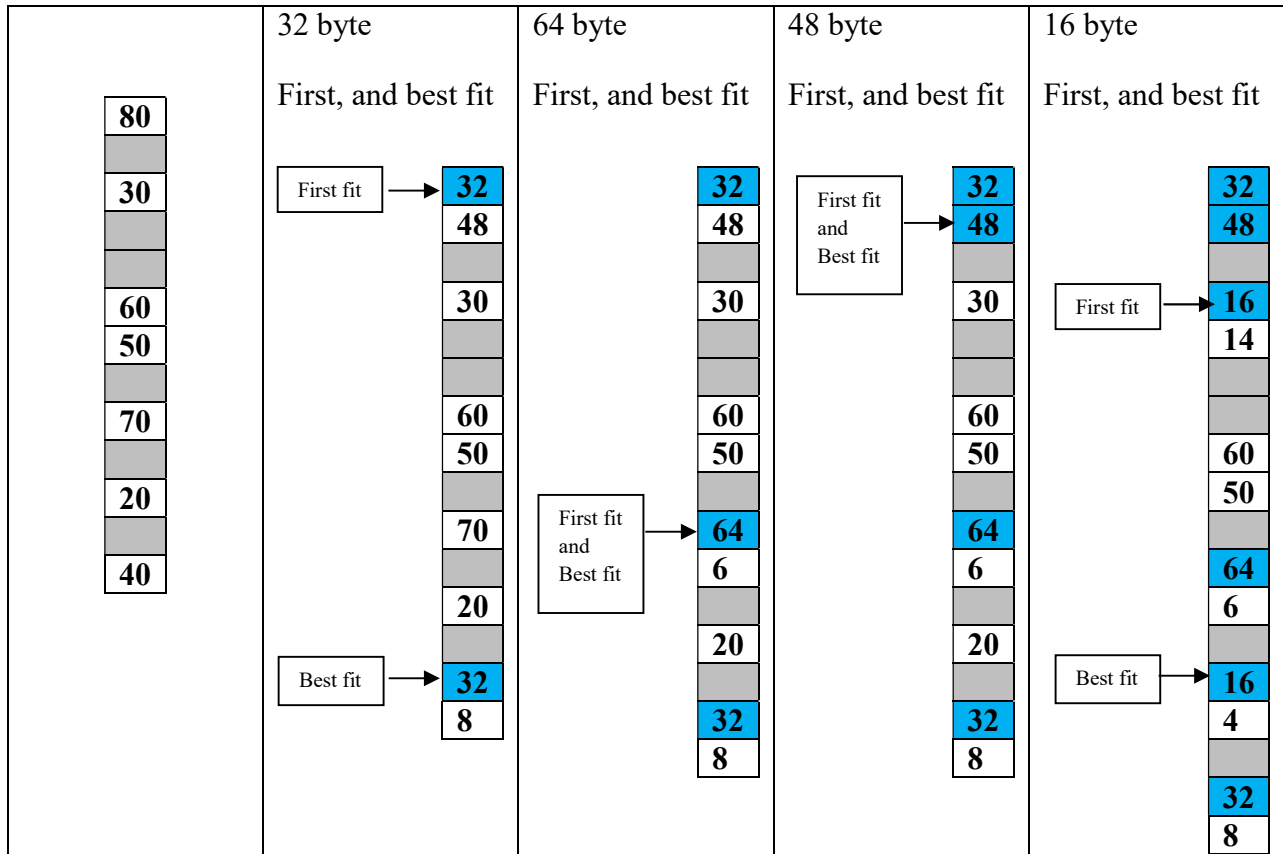 80
30
60
50
70
20
40
32 byte
First, and best fit
First fit
32
48
30
60
50
70
20
Best fit
32
8
64 byte
First, and best fit
32
48
30
60
50
First fit
and
Best fit
64
6
20
32
8
48 byte
First, and best fit
First fit
and
Best fit
32
48
30
60
50
64
6
20
32
8
16 byte
First, and best fit
32
48
First fit
16
14
60
50
64
6
Best fit
16
4
32
8